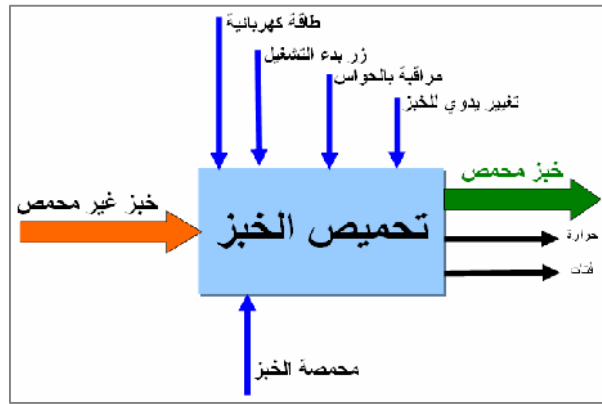 طاقة كهربائية
زر بدء التشغيل
مراقبة بالحواس
تغيير يدوي للخبز
خبز محمص
خبز غير محمص
تحميص الخبز
حرارة
فتات
محمصة الخبز